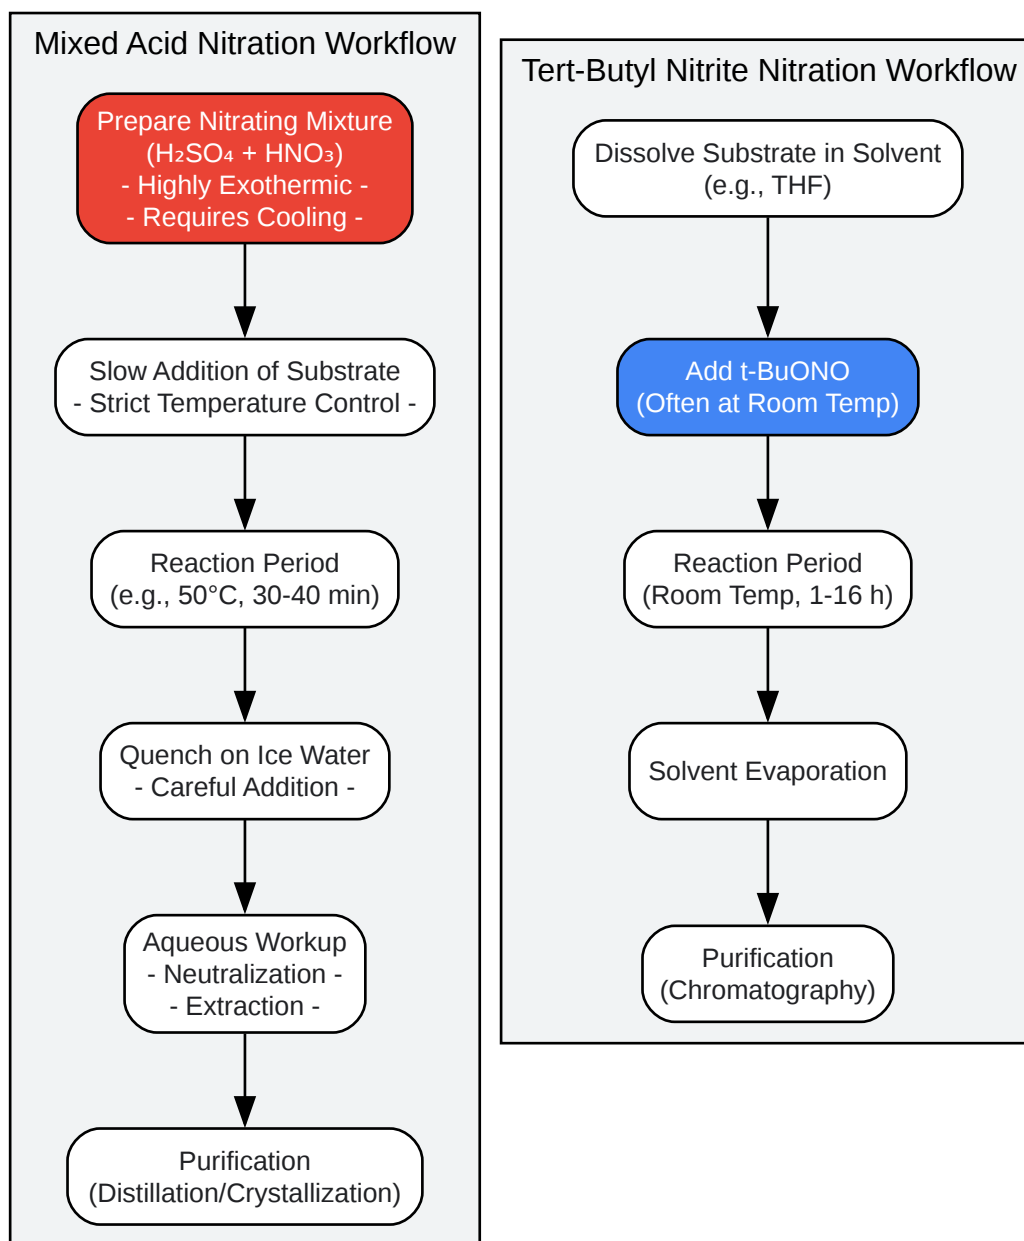 Mixed Acid Nitration Workflow
Prepare Nitrating Mixture
(H₂SO₄ + HNO₃)
- Highly Exothermic -
- Requires Cooling -
Slow Addition of Substrate
- Strict Temperature Control -
Reaction Period
(e.g., 50°C, 30-40 min)
Quench on Ice Water
- Careful Addition -
Aqueous Workup
- Neutralization -
- Extraction -
Purification
(Distillation/Crystallization)
Tert-Butyl Nitrite Nitration Workflow
Dissolve Substrate in Solvent
(e.g., THF)
Add t-BuONO
(Often at Room Temp)
Reaction Period
(Room Temp, 1-16 h)
Solvent Evaporation
Purification
(Chromatography)